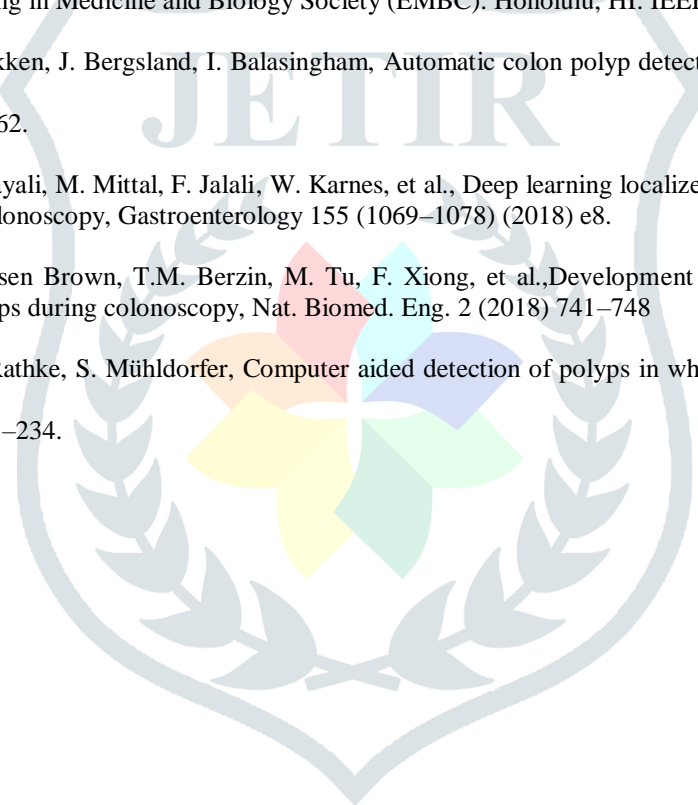 ng in Medicine and Biology Society (EMBC). Honolulu, HI. IEEE
JETIR
kken, J. Bergsland, I. Balasingham, Automatic colon polyp detect
62.
yali, M. Mittal, F. Jalali, W. Karnes, et al., Deep learning localize
olonoscopy, Gastroenterology 155 (1069–1078) (2018) e8.
sen Brown, T.M. Berzin, M. Tu, F. Xiong, et al.,Development
ps during colonoscopy, Nat. Biomed. Eng. 2 (2018) 741–748
Rathke, S. Mühldorfer, Computer aided detection of polyps in wh
–234.